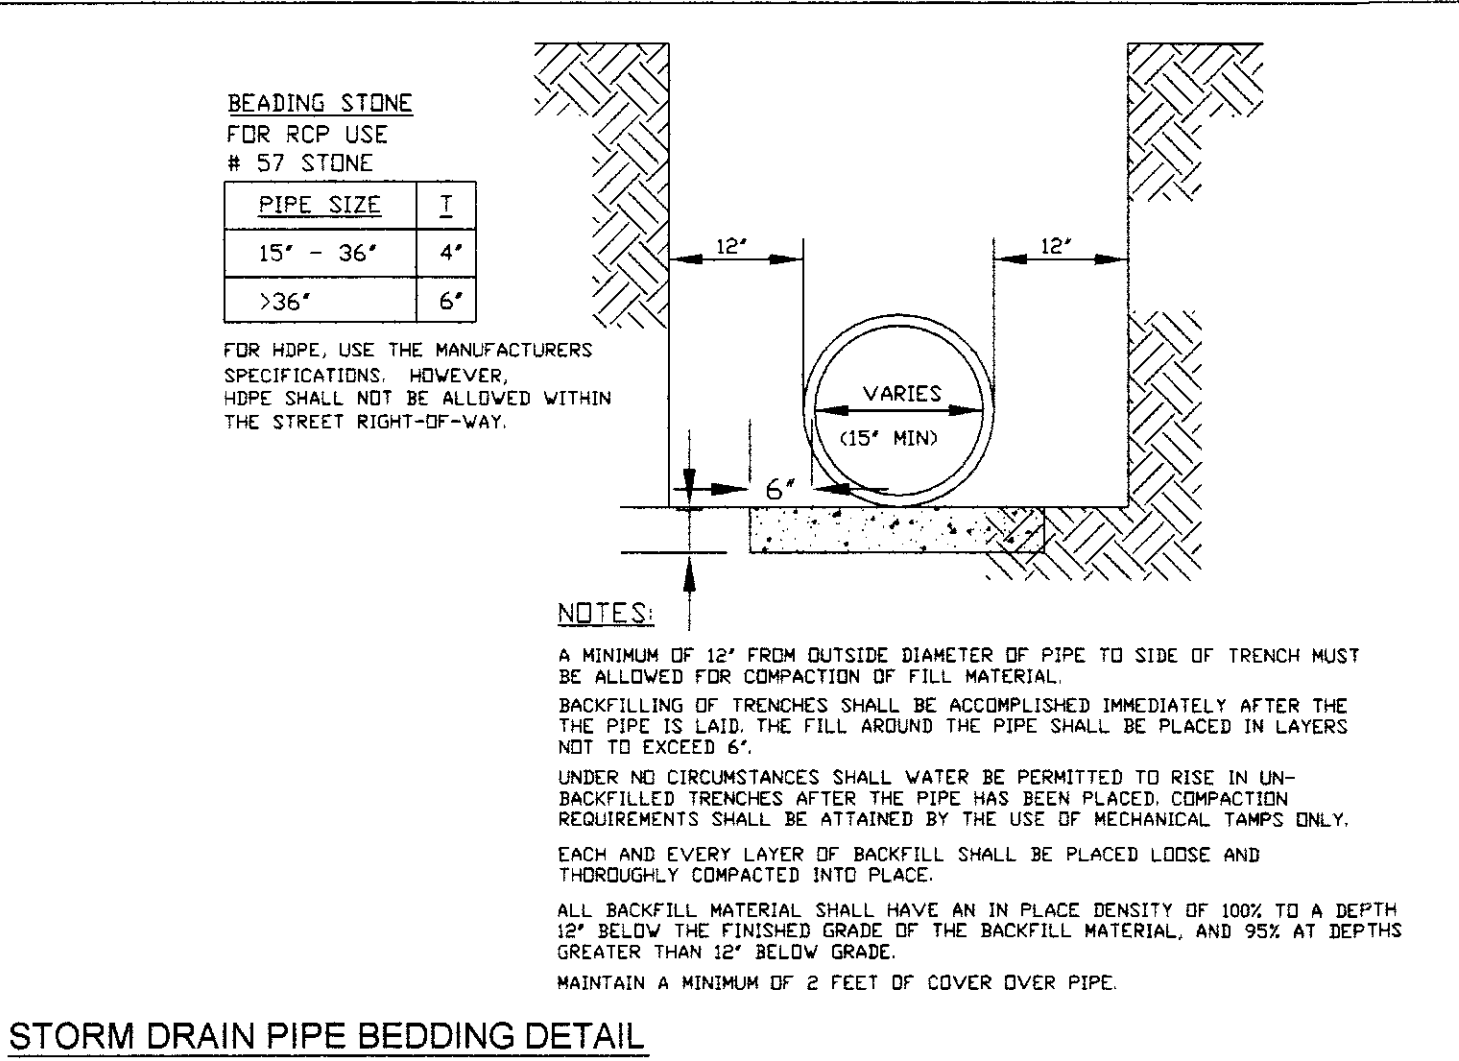 BEADING STONE
FOR RCP USE
# 57 STONE
PIPE SIZE T
15" - 36" 4"
>36" 6"
FOR HDPE, USE THE MANUFACTURERS
SPECIFICATIONS. HOWEVER,
HDPE SHALL NOT BE ALLOWED WITHIN
THE STREET RIGHT-OF-WAY.
12" 12"
VARIES
(15" MIN)
6"
NOTES:
A MINIMUM OF 12" FROM OUTSIDE DIAMETER OF PIPE TO SIDE OF TRENCH MUST
BE ALLOWED FOR COMPACTION OF FILL MATERIAL.
BACKFILLING OF TRENCHES SHALL BE ACCOMPLISHED IMMEDIATELY AFTER THE
THE PIPE IS LAID. THE FILL AROUND THE PIPE SHALL BE PLACED IN LAYERS
NOT TO EXCEED 6".
UNDER NO CIRCUMSTANCES SHALL WATER BE PERMITTED TO RISE IN UN-
BACKFILLED TRENCHES AFTER THE PIPE HAS BEEN PLACED. COMPACTION
REQUIREMENTS SHALL BE ATTAINED BY THE USE OF MECHANICAL TAMPS ONLY.
EACH AND EVERY LAYER OF BACKFILL SHALL BE PLACED LOOSE AND
THOROUGHLY COMPACTED INTO PLACE.
ALL BACKFILL MATERIAL SHALL HAVE AN IN PLACE DENSITY OF 100% TO A DEPTH
12" BELOW THE FINISHED GRADE OF THE BACKFILL MATERIAL, AND 95% AT DEPTHS
GREATER THAN 12" BELOW GRADE.
MAINTAIN A MINIMUM OF 2 FEET OF COVER OVER PIPE.
STORM DRAIN PIPE BEDDING DETAIL